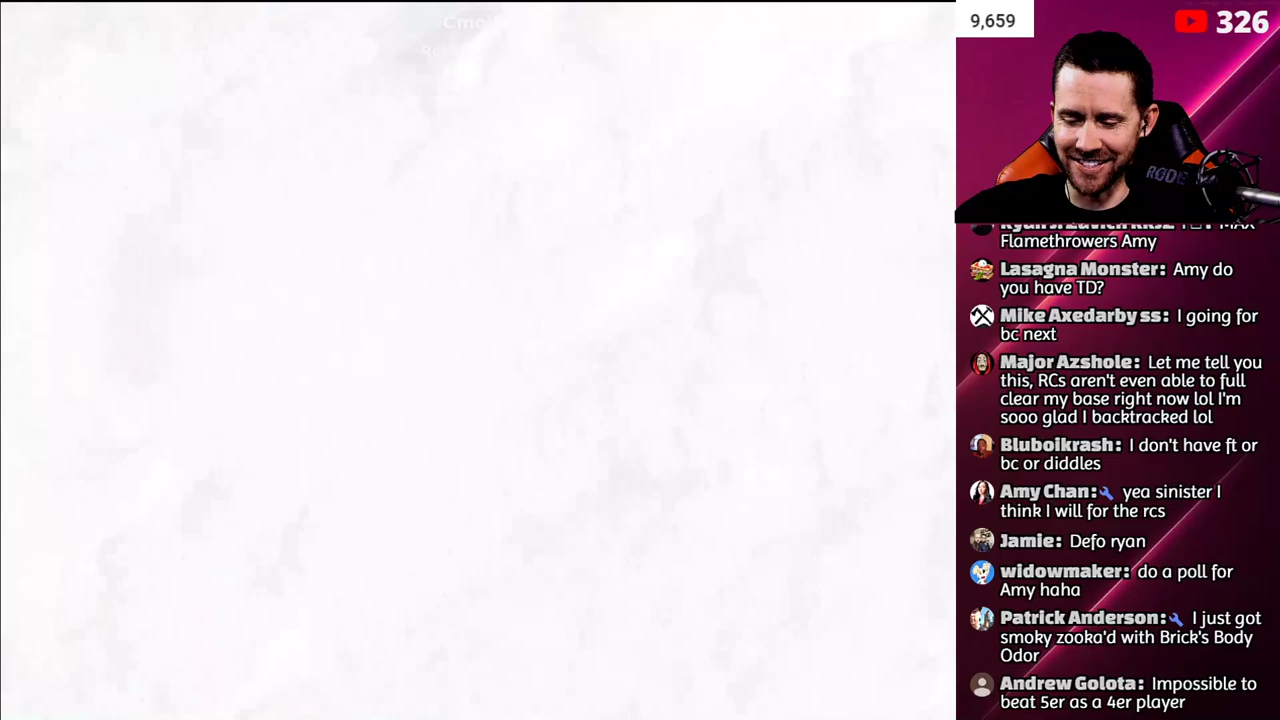 9,659
326
RØDE
Flamethrowers Amy
Lasagna Monster: Amy do
you have TD?
Mike Axedarby ss: I going for
bc next
Major Azshole: Let me tell you
this, RCs aren't even able to full
clear my base right now lol I'm
sooo glad I backtracked lol
Bluboikrash: I don't have ft or
bc or diddles
Amy Chan: yea sinister I
think I will for the rcs
Jamie: Defo ryan
widowmaker: do a poll for
Amy haha
Patrick Anderson: I just got
smoky zooka'd with Brick's Body
Odor
Andrew Golota: Impossible to
beat 5er as a 4er player